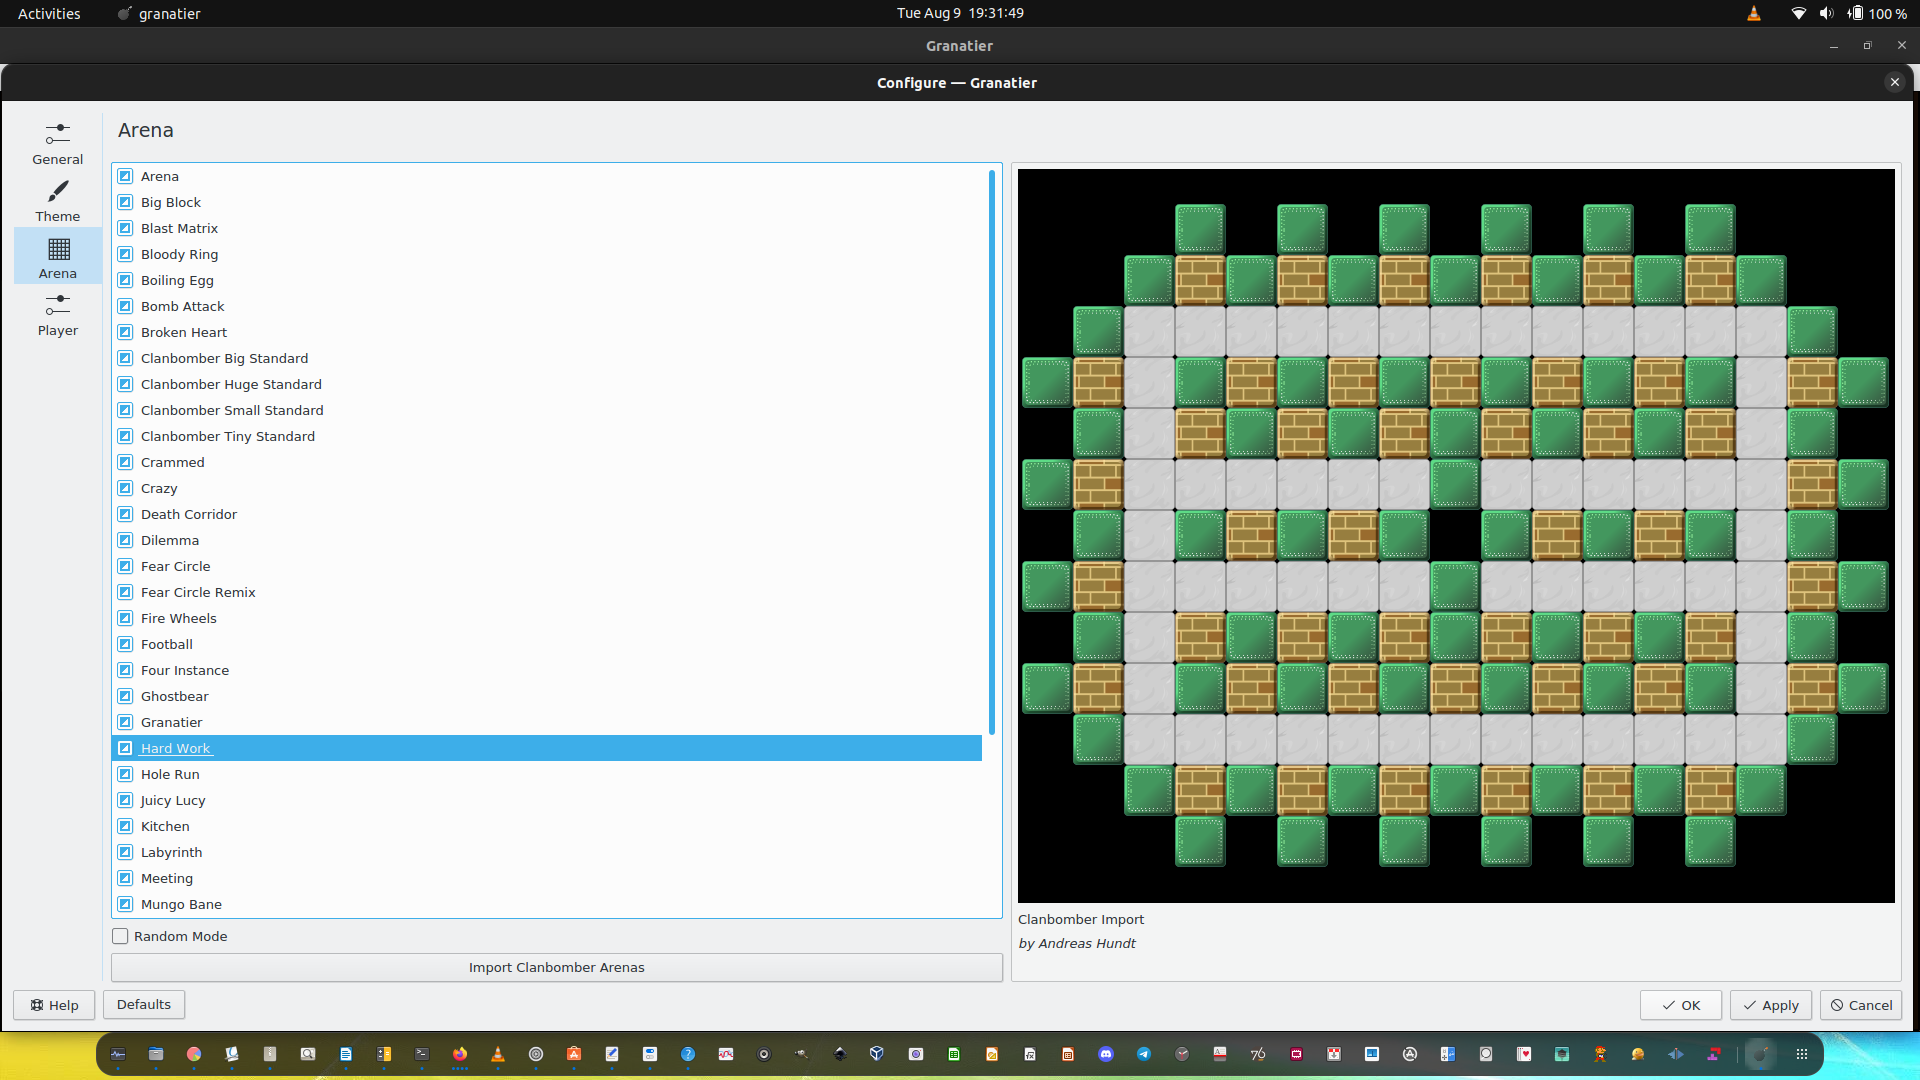 Activities
granatier
Tue Aug 9 19:31:49
100 %
Granatier
Configure — Granatier
General
Theme
Arena
Player
Arena
Arena
Big Block
Blast Matrix
Bloody Ring
Boiling Egg
Bomb Attack
Broken Heart
Clanbomber Big Standard
Clanbomber Huge Standard
Clanbomber Small Standard
Clanbomber Tiny Standard
Crammed
Crazy
Death Corridor
Dilemma
Fear Circle
Fear Circle Remix
Fire Wheels
Football
Four Instance
Ghostbear
Granatier
Hard Work
Hole Run
Juicy Lucy
Kitchen
Labyrinth
Meeting
Mungo Bane
Random Mode
Import Clanbomber Arenas
Clanbomber Import
by Andreas Hundt
Help
Defaults
OK
Apply
Cancel